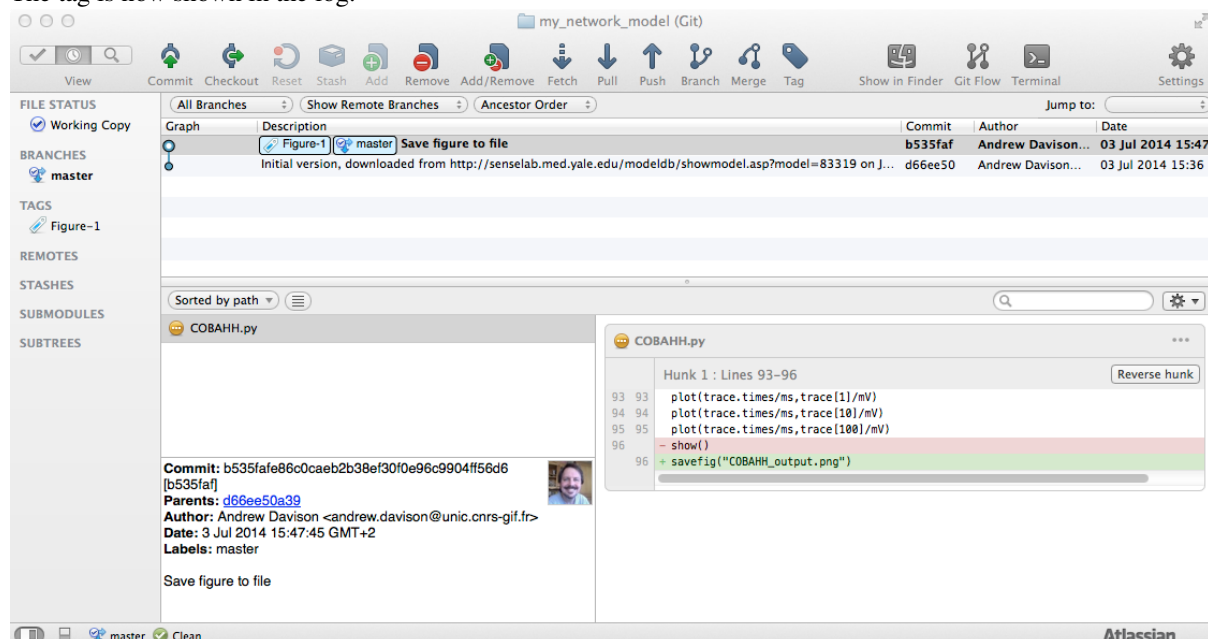 The tag is now shown in the log:
my_network_model (Git)
View Commit Checkout Reset Stash Add Remove Add/Remove Fetch Pull Push Branch Merge Tag Show in Finder Git Flow Terminal Settings
FILE STATUS
Working Copy
BRANCHES
master
TAGS
Figure-1
REMOTES
STASHES
SUBMODULES
SUBTREES
All Branches Show Remote Branches Ancestor Order Jump to:
Graph Description Commit Author Date
Figure-1 master Save figure to file b535faf Andrew Davison... 03 Jul 2014 15:47
Initial version, downloaded from http://senselab.med.yale.edu/modeldb/showmodel.asp?model=83319 on J... d66ee50 Andrew Davison... 03 Jul 2014 15:36
Sorted by path
COBAHH.py
Commit: b535fafe86c0caeb2b38ef30f0e96c9904ff56d6
[b535faf]
Parents: d66ee50a39
Author: Andrew Davison <andrew.davison@unic.cnrs-gif.fr>
Date: 3 Jul 2014 15:47:45 GMT+2
Labels: master
Save figure to file
COBAHH.py
Hunk 1 : Lines 93-96 Reverse hunk
93 93 plot(trace.times/ms,trace[1]/mV)
94 94 plot(trace.times/ms,trace[10]/mV)
95 95 plot(trace.times/ms,trace[100]/mV)
96 - show()
96 + savefig("COBAHH_output.png")
master Clean Atlassian